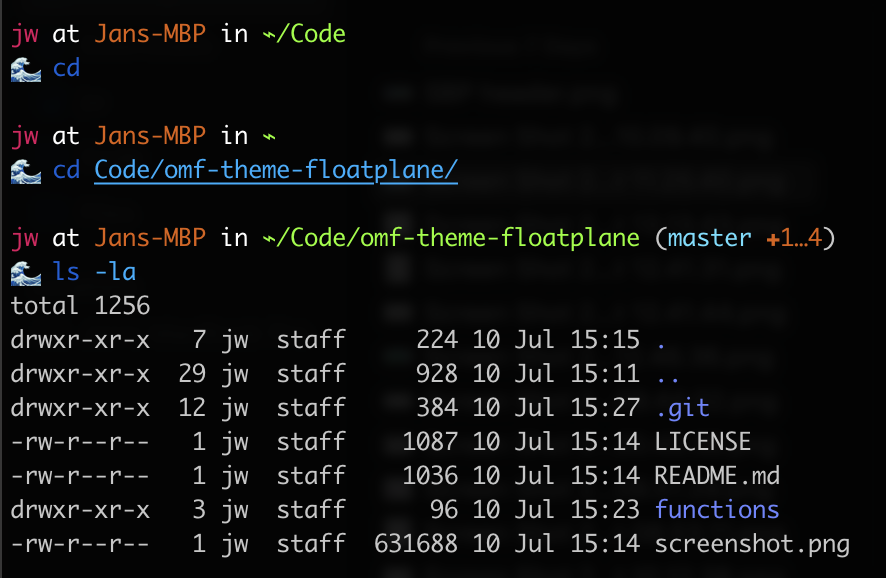 jw at Jans-MBP in ~/Code
🌊 cd
jw at Jans-MBP in ~
🌊 cd Code/omf-theme-floatplane/
jw at Jans-MBP in ~/Code/omf-theme-floatplane (master ✚1…4)
🌊 ls -la
total 1256
drwxr-xr-x   7 jw  staff     224 10 Jul 15:15 .
drwxr-xr-x  29 jw  staff     928 10 Jul 15:11 ..
drwxr-xr-x  12 jw  staff     384 10 Jul 15:27 .git
-rw-r--r--   1 jw  staff    1087 10 Jul 15:14 LICENSE
-rw-r--r--   1 jw  staff    1036 10 Jul 15:14 README.md
drwxr-xr-x   3 jw  staff      96 10 Jul 15:23 functions
-rw-r--r--   1 jw  staff  631688 10 Jul 15:14 screenshot.png